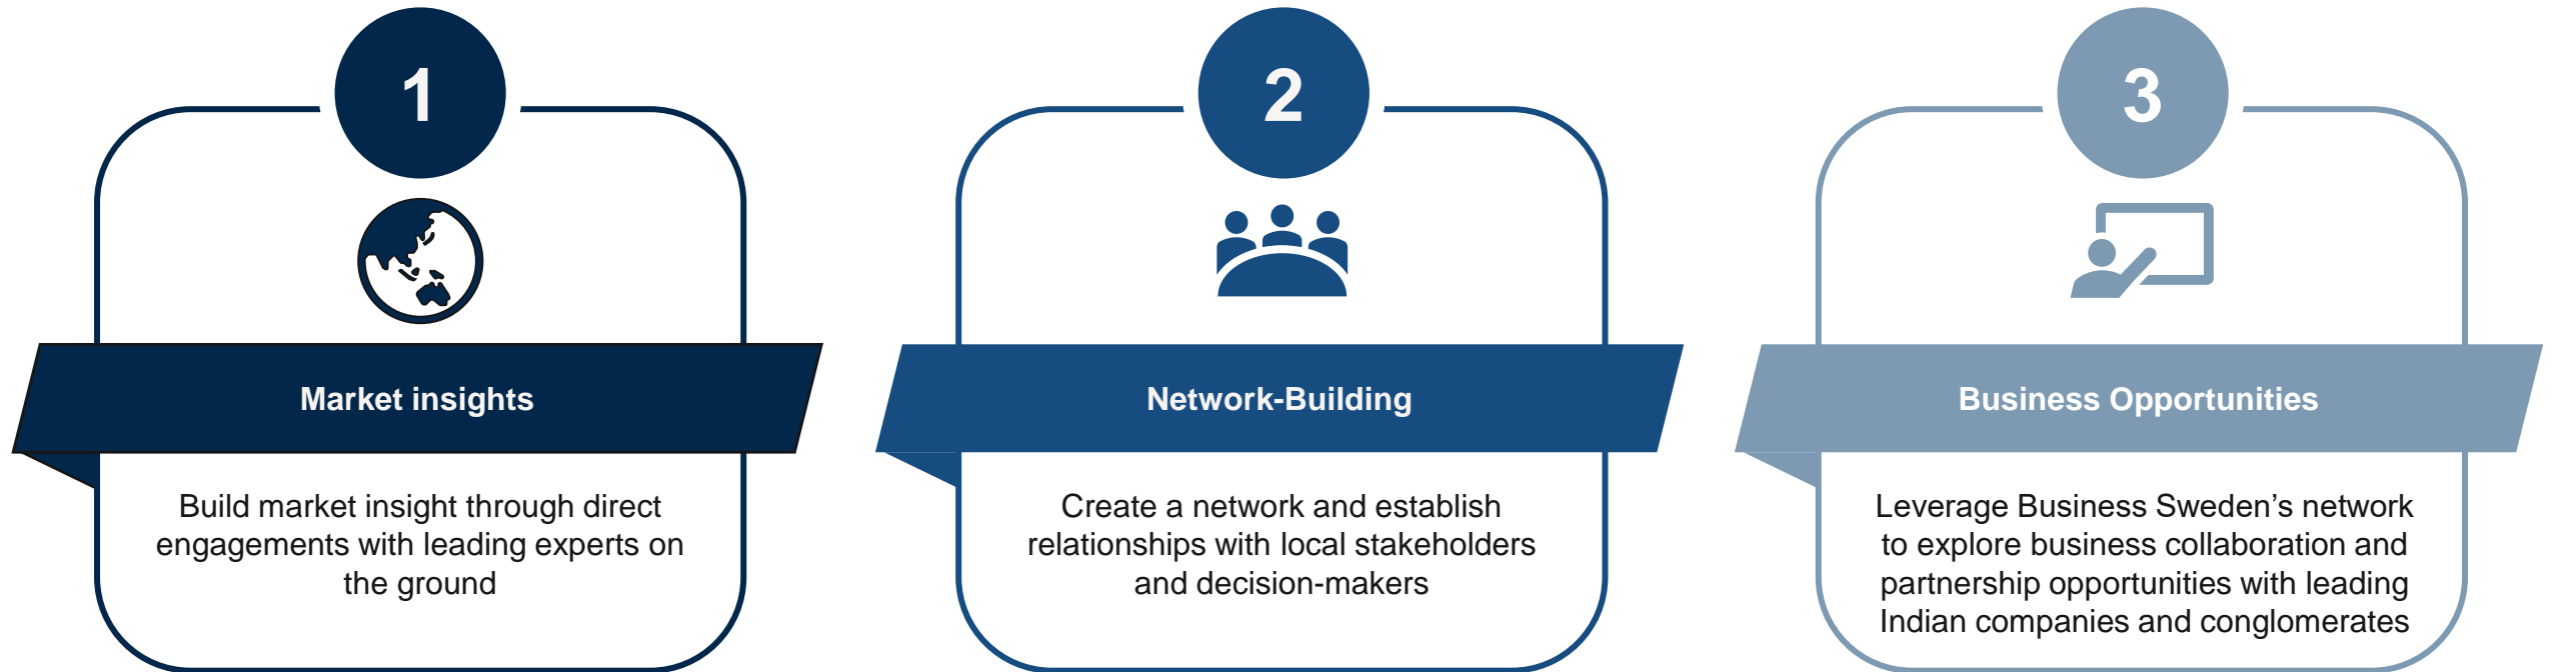 1
Market insights
Build market insight through direct
engagements with leading experts on
the ground
2
Network-Building
Create a network and establish
relationships with local stakeholders
and decision-makers
3
Business Opportunities
Leverage Business Sweden’s network
to explore business collaboration and
partnership opportunities with leading
Indian companies and conglomerates